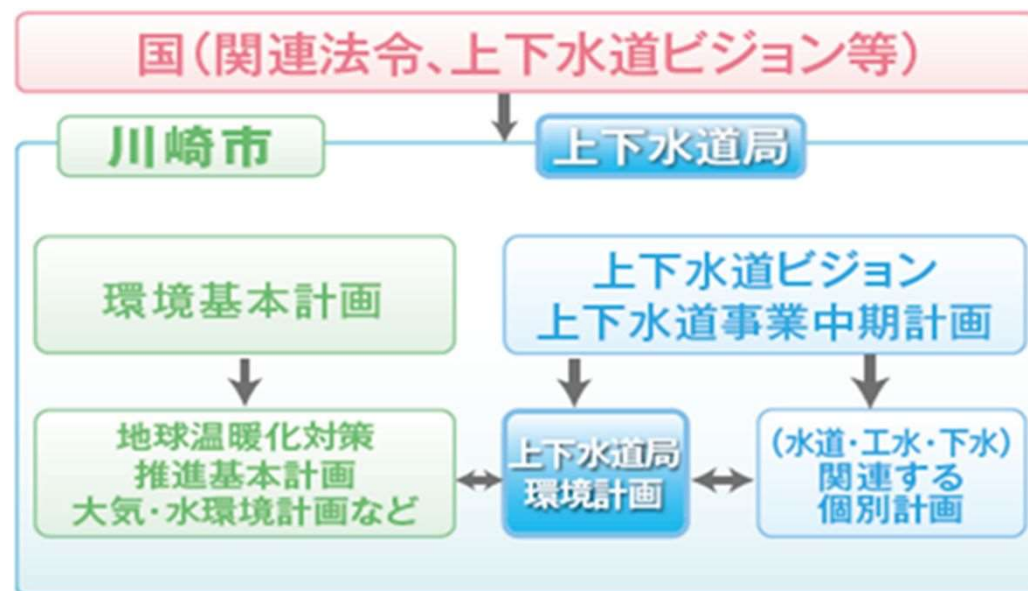 国(関連法令、上下水道ビジョン等)
川崎市
上下水道局
環境基本計画
上下水道ビジョン
上下水道事業中期計画
地球温暖化対策
推進基本計画
大気・水環境計画など
上下水道局
環境計画
(水道・工水・下水)
関連する
個別計画